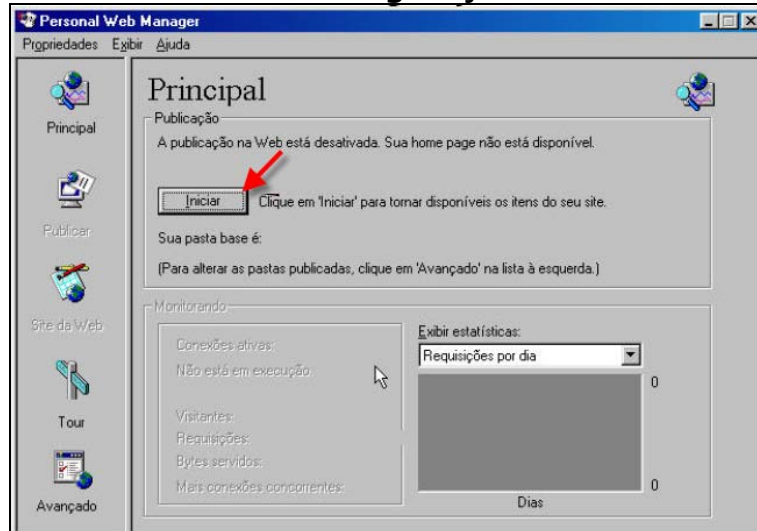 Personal Web Manager
Propriedades Exibir Ajuda
Principal
Publicar
Site da Web
Tour
Avançado
Principal
Publicação
A publicação na Web está desativada. Sua home page não está disponível.
Iniciar
Clique em 'Iniciar' para tornar disponíveis os itens do seu site.
Sua pasta base é:
(Para alterar as pastas publicadas, clique em 'Avançado' na lista à esquerda.)
Monitorando
Conexões ativas:
Não está em execução
Visitantes:
Requisições:
Bytes servidos:
Mais conexões concorrentes:
Exibir estatísticas:
Requisições por dia
0
0
Dias